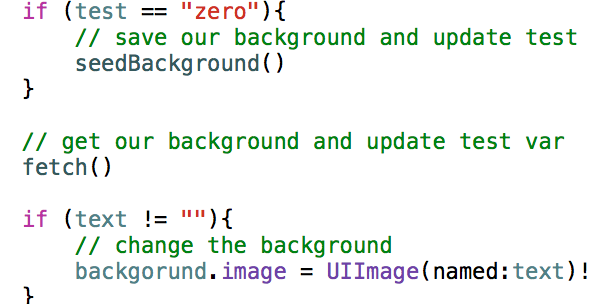 if (test == "zero"){
// save our background and update test
seedBackground()
}
// get our background and update test var
fetch()
if (text != ""){
// change the background
backgorund.image = UIImage(named:text)!
}